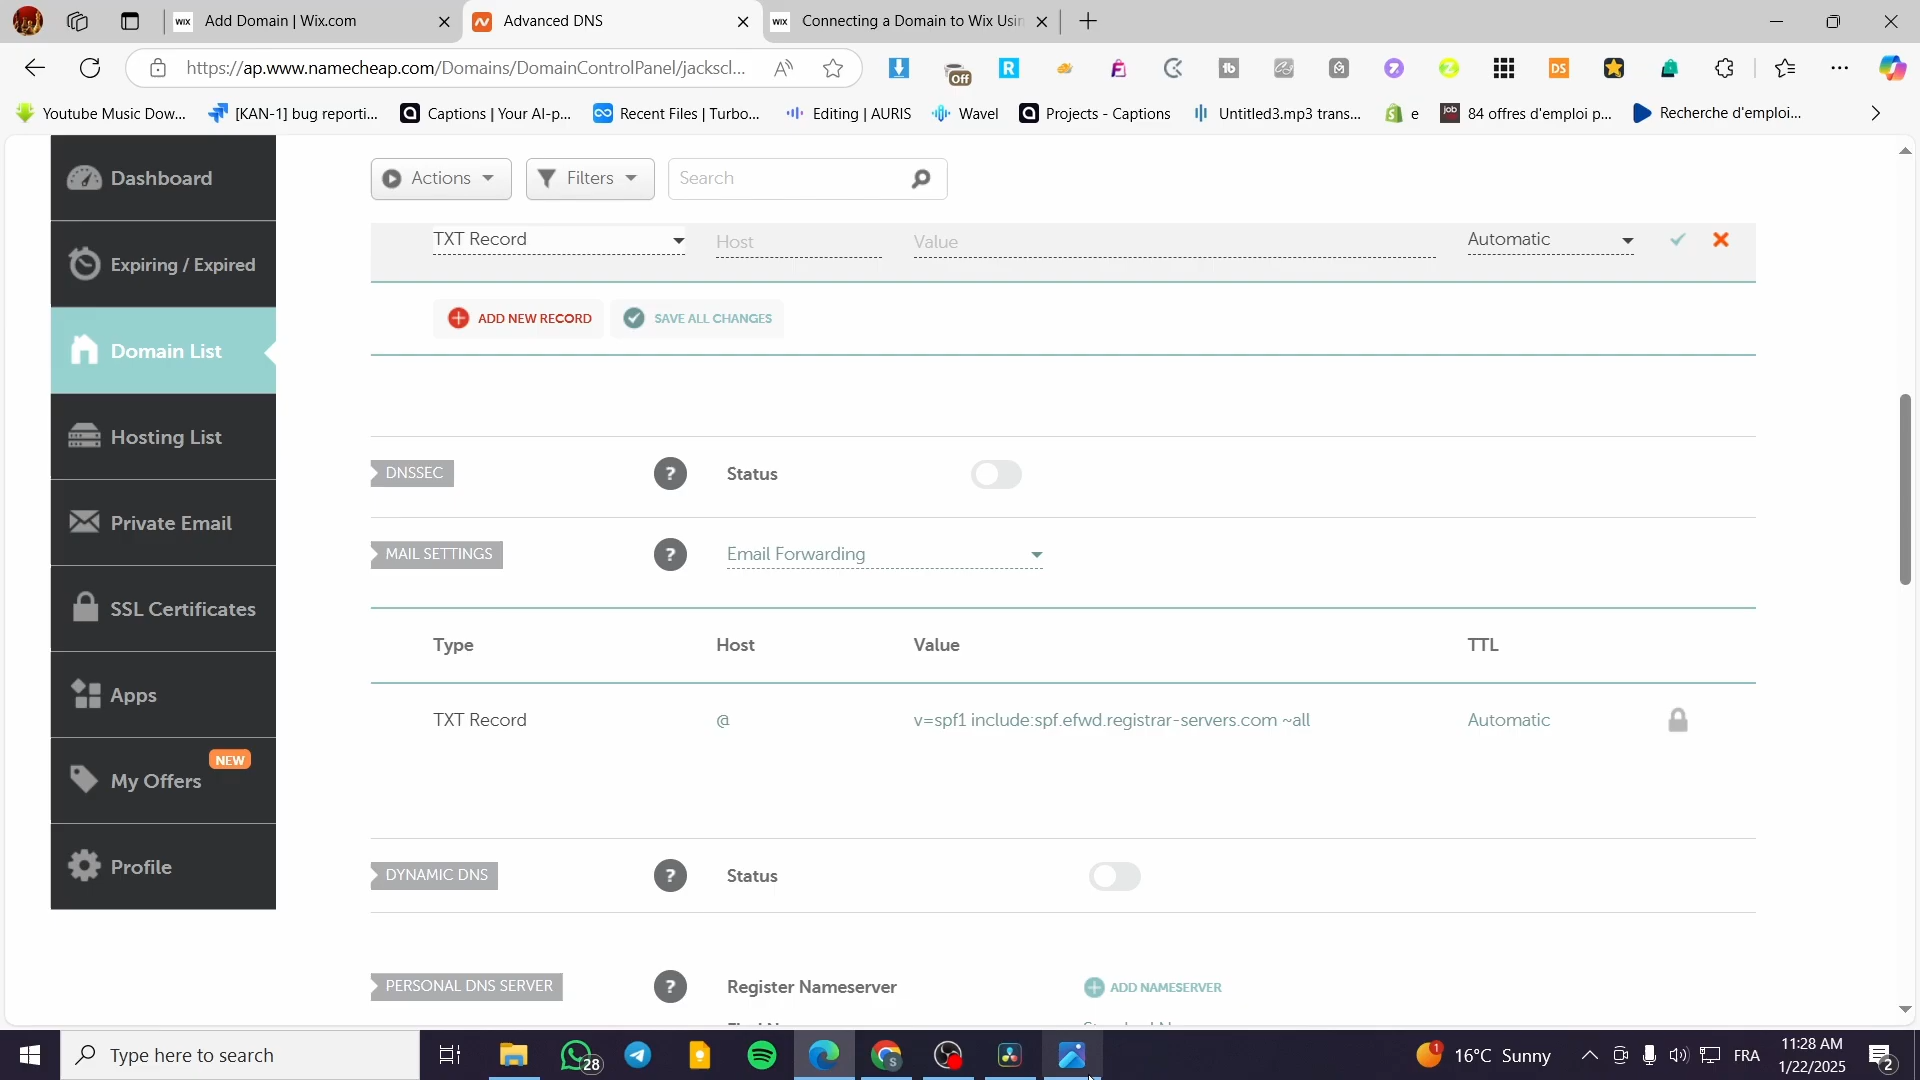 Add Domain | Wix.com
Advanced DNS
Connecting a Domain to Wix Usin
https://ap.www.namecheap.com/Domains/DomainControlPanel/jackscl...
Off
Youtube Music Dow...
[KAN-1] bug reporti...
Captions | Your AI-p...
Recent Files | Turbo...
Editing | AURIS
Wavel
Projects - Captions
Untitled3.mp3 trans...
e
84 offres d'emploi p...
Recherche d'emploi...
Dashboard
Expiring / Expired
Domain List
Hosting List
Private Email
SSL Certificates
Apps
NEW
My Offers
Profile
Actions
Filters
Search
TXT Record
Host
Value
Automatic
ADD NEW RECORD
SAVE ALL CHANGES
DNSSEC
?
Status
MAIL SETTINGS
?
Email Forwarding
Type
Host
Value
TTL
TXT Record
@
v=spf1 include:spf.efwd.registrar-servers.com ~all
Automatic
DYNAMIC DNS
?
Status
PERSONAL DNS SERVER
?
Register Nameserver
ADD NAMESERVER
Type here to search
28
1
16°C Sunny
FRA
11:28 AM
1/22/2025
2